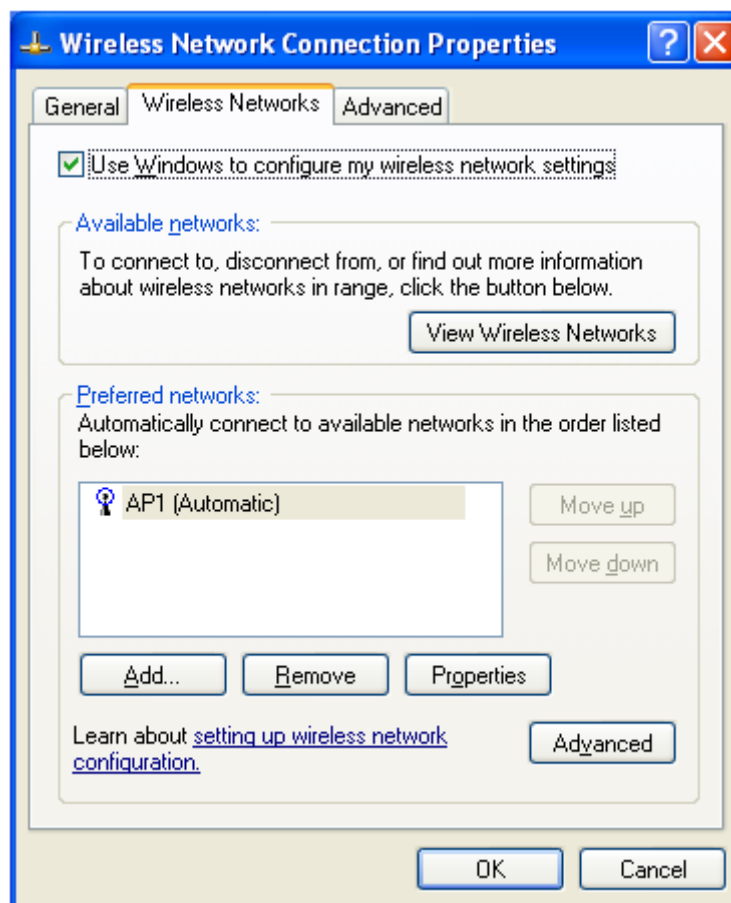 Wireless Network Connection Properties
General
Wireless Networks
Advanced
Use Windows to configure my wireless network settings
Available networks:
To connect to, disconnect from, or find out more information
about wireless networks in range, click the button below.
View Wireless Networks
Preferred networks:
Automatically connect to available networks in the order listed
below:
AP1 (Automatic)
Move up
Move down
Add...
Remove
Properties
Learn about setting up wireless network
configuration.
Advanced
OK
Cancel